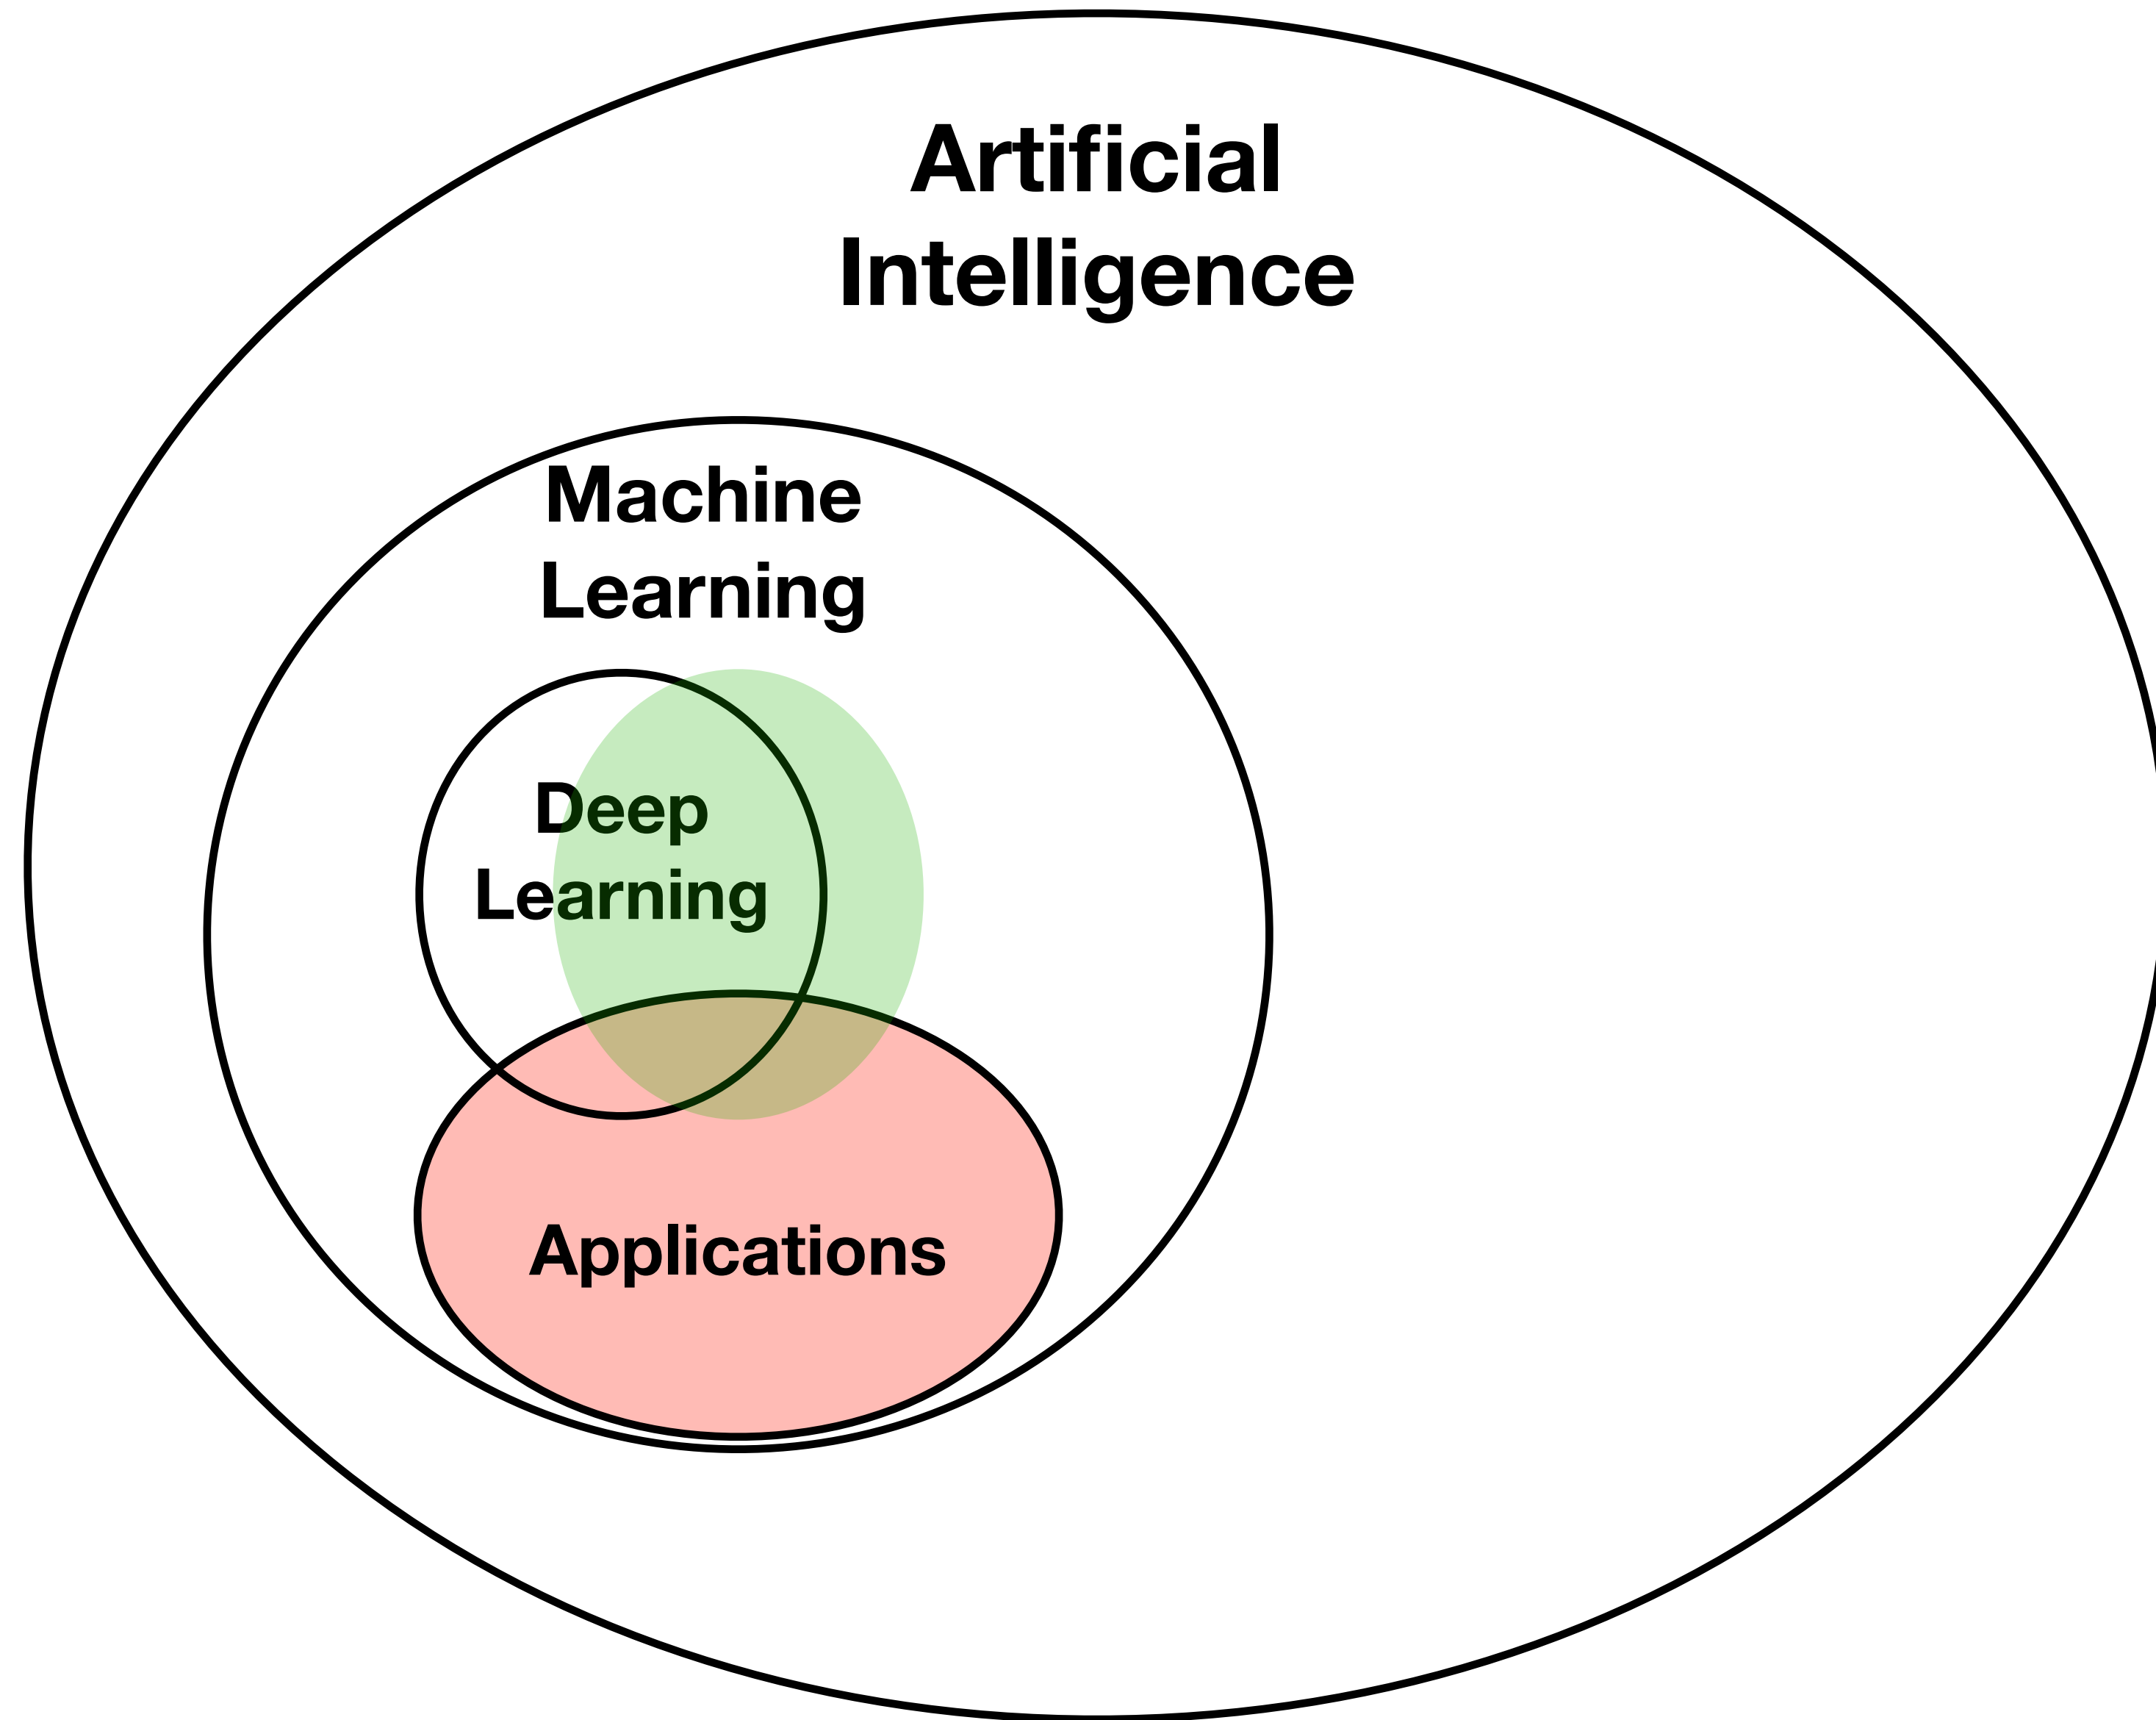 Artificial
Intelligence
Machine
Learning
Deep
Learning
Applications